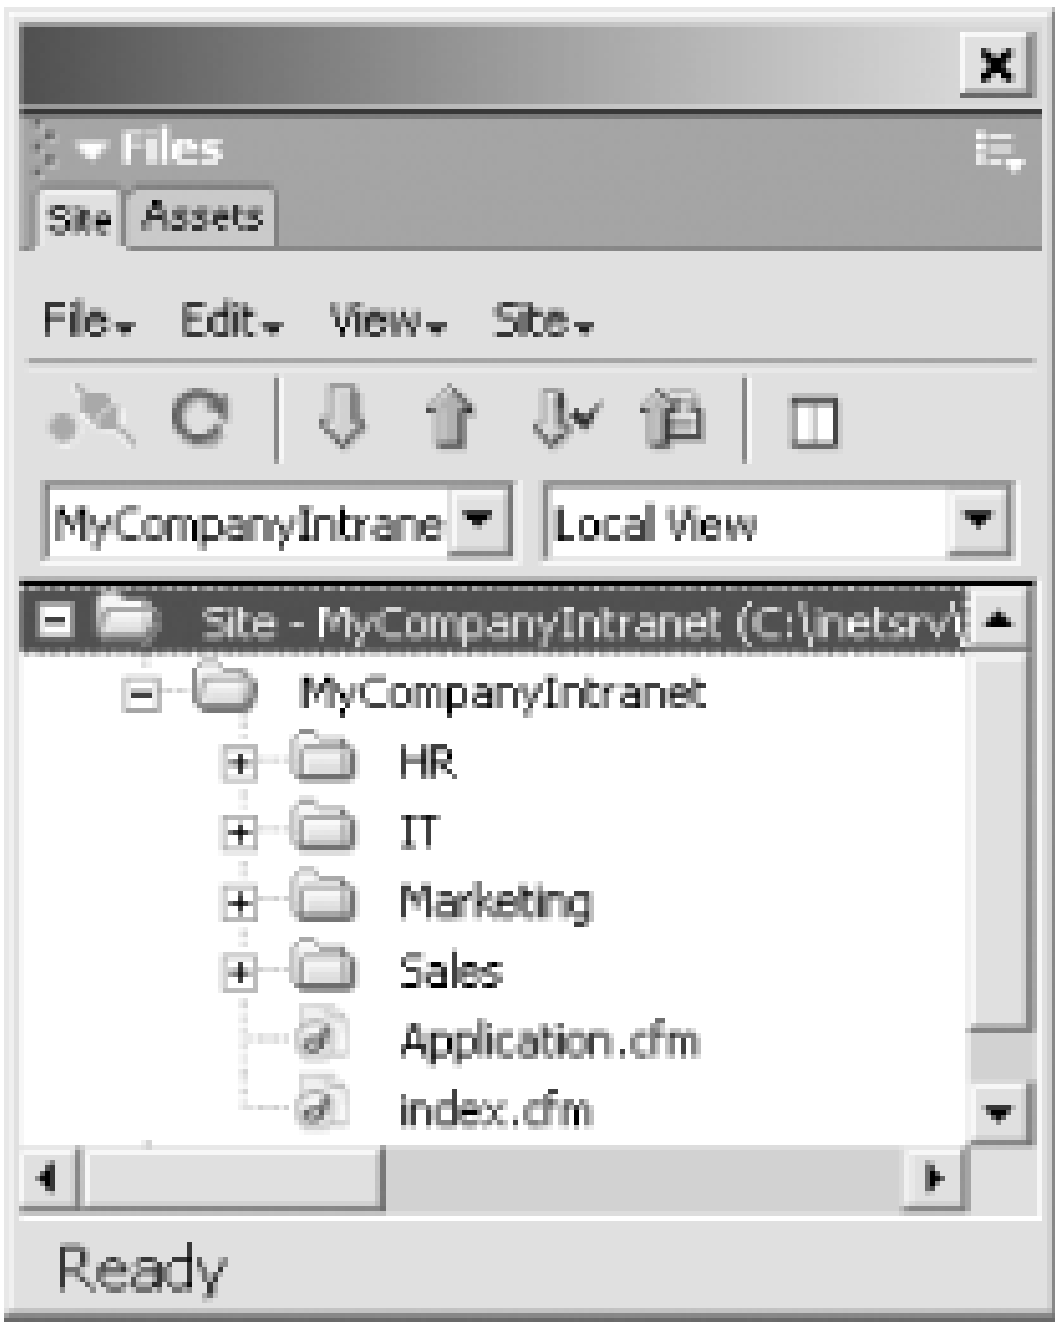 Files
Site Assets
File Edit View Site
MyCompanyIntrane Local View
Site - MyCompanyIntranet (C:\inetsrv\
MyCompanyIntranet
HR
IT
Marketing
Sales
Application.cfm
index.cfm
Ready